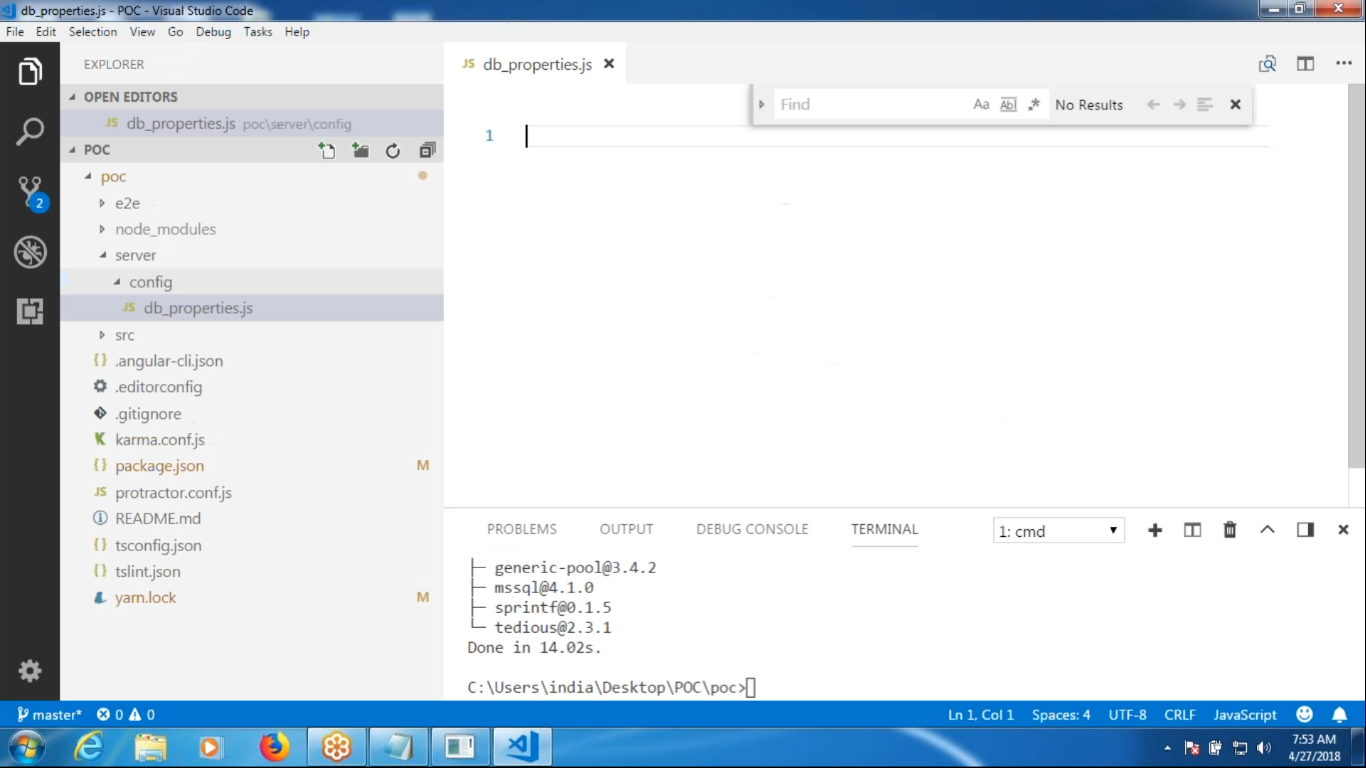 db_properties.js - POC - Visual Studio Code
File Edit Selection View Go Debug Tasks Help
EXPLORER
OPEN EDITORS
JS db_properties.js poc\server\config
POC
poc
e2e
node_modules
server
config
JS db_properties.js
src
{} .angular-cli.json
.editorconfig
.gitignore
K karma.conf.js
{} package.json M
JS protractor.conf.js
README.md
{} tsconfig.json
{} tslint.json
yarn.lock M
2
JS db_properties.js
Find Aa Abl .* No Results
1
PROBLEMS OUTPUT DEBUG CONSOLE TERMINAL 1: cmd
├─ generic-pool@3.4.2
├─ mssql@4.1.0
├─ sprintf@0.1.5
└─ tedious@2.3.1
Done in 14.02s.
C:\Users\india\Desktop\POC\poc>
master* 0 0 Ln 1, Col 1 Spaces: 4 UTF-8 CRLF JavaScript
7:53 AM
4/27/2018